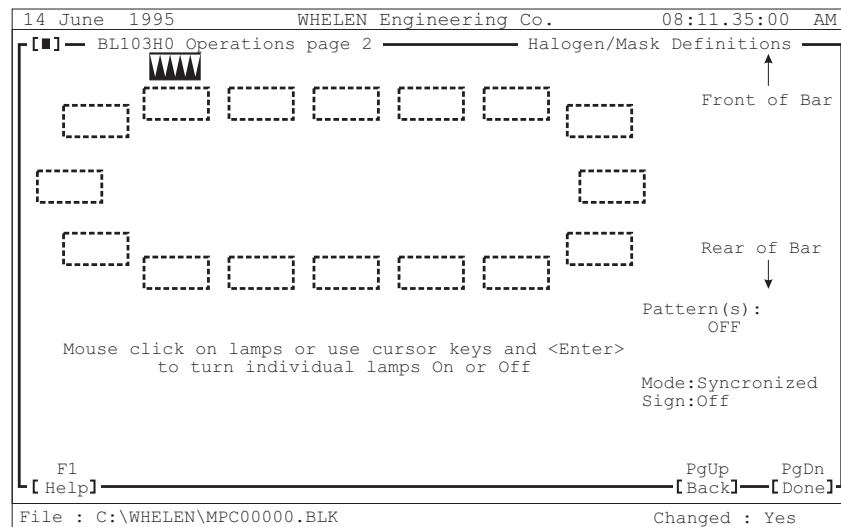 14 June 1995 WHELEN Engineering Co. 08:11.35:00 AM
[■] BL103H0 Operations page 2 Halogen/Mask Definitions
Front of Bar
Rear of Bar
Pattern(s):
OFF
Mouse click on lamps or use cursor keys and <Enter>
to turn individual lamps On or Off
Mode:Syncronized
Sign:Off
F1 PgUp PgDn
[Help] [Back] [Done]
File : C:\WHELEN\MPC00000.BLK Changed : Yes